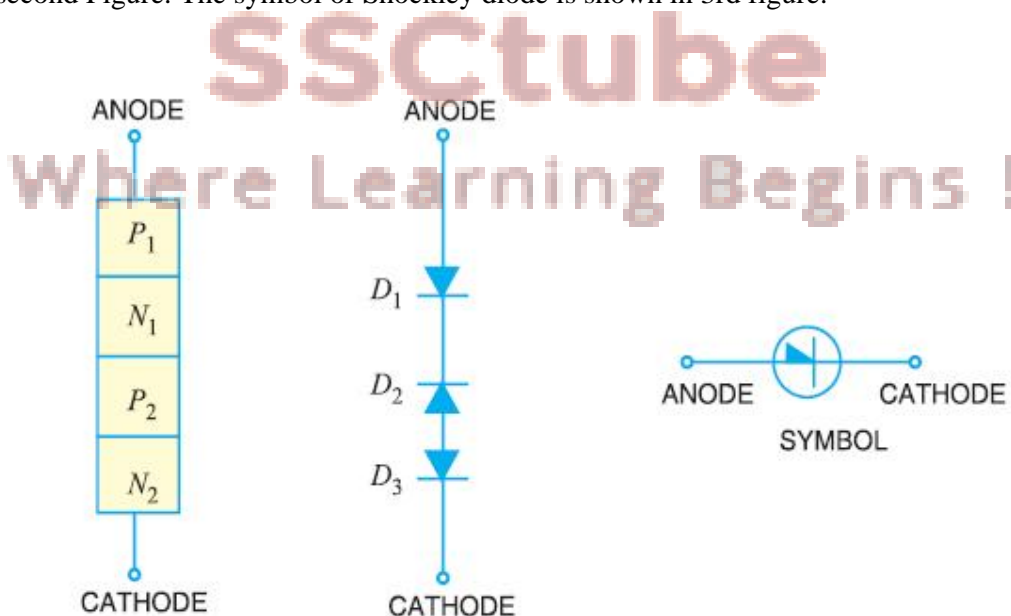 second Figure. The symbol of Shockley diode is shown in 3rd figure.
SSCtube
ANODE
ANODE
Where Learning Begins !
P1
N1
P2
N2
CATHODE
D1
D2
D3
CATHODE
ANODE
CATHODE
SYMBOL